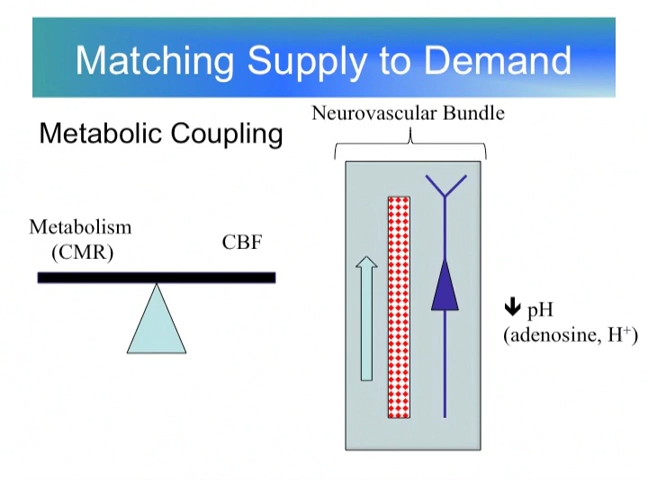 Matching Supply to Demand
Neurovascular Bundle
Metabolic Coupling
Metabolism
(CMR)
CBF
🡻 pH
(adenosine, H⁺)